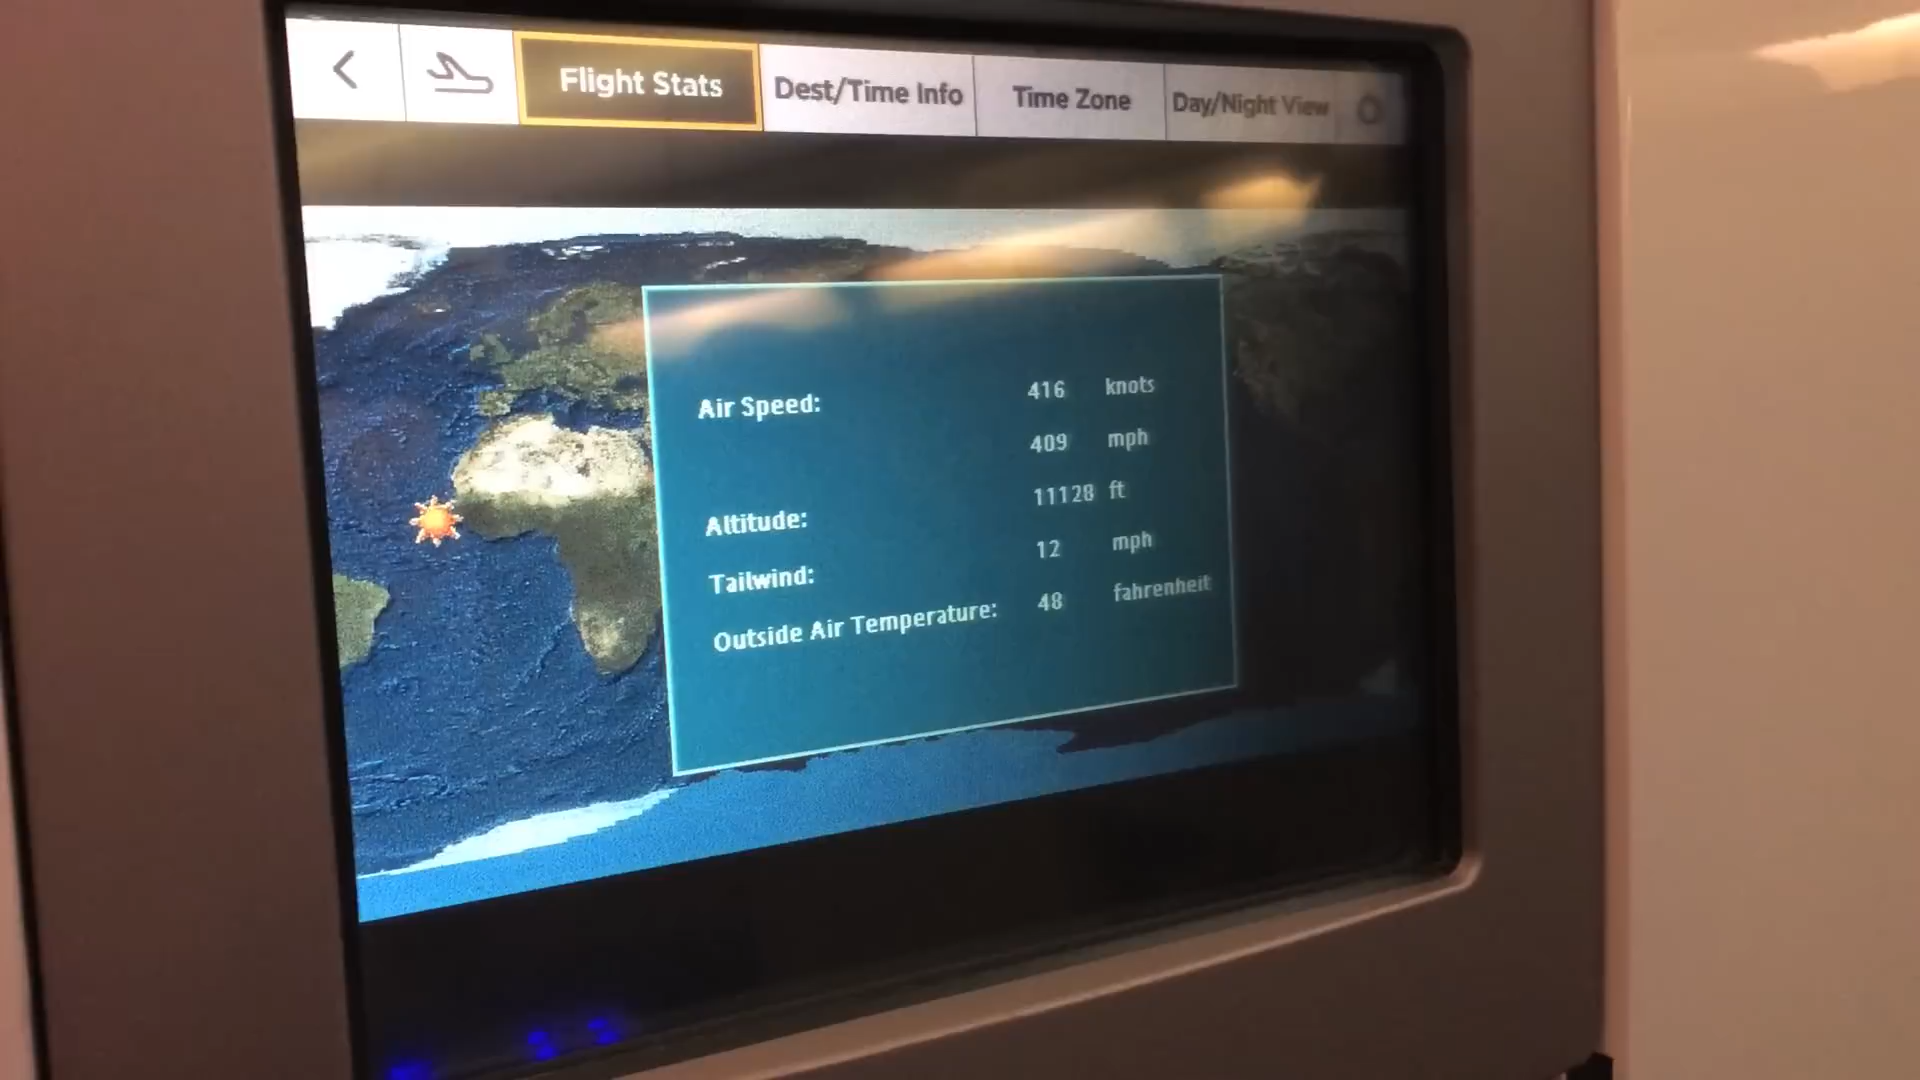 Flight Stats
Dest/Time Info
Time Zone
Day/Night View
Air Speed: 416 knots
409 mph
Altitude: 11128 ft
Tailwind: 12 mph
Outside Air Temperature: 48 fahrenheit